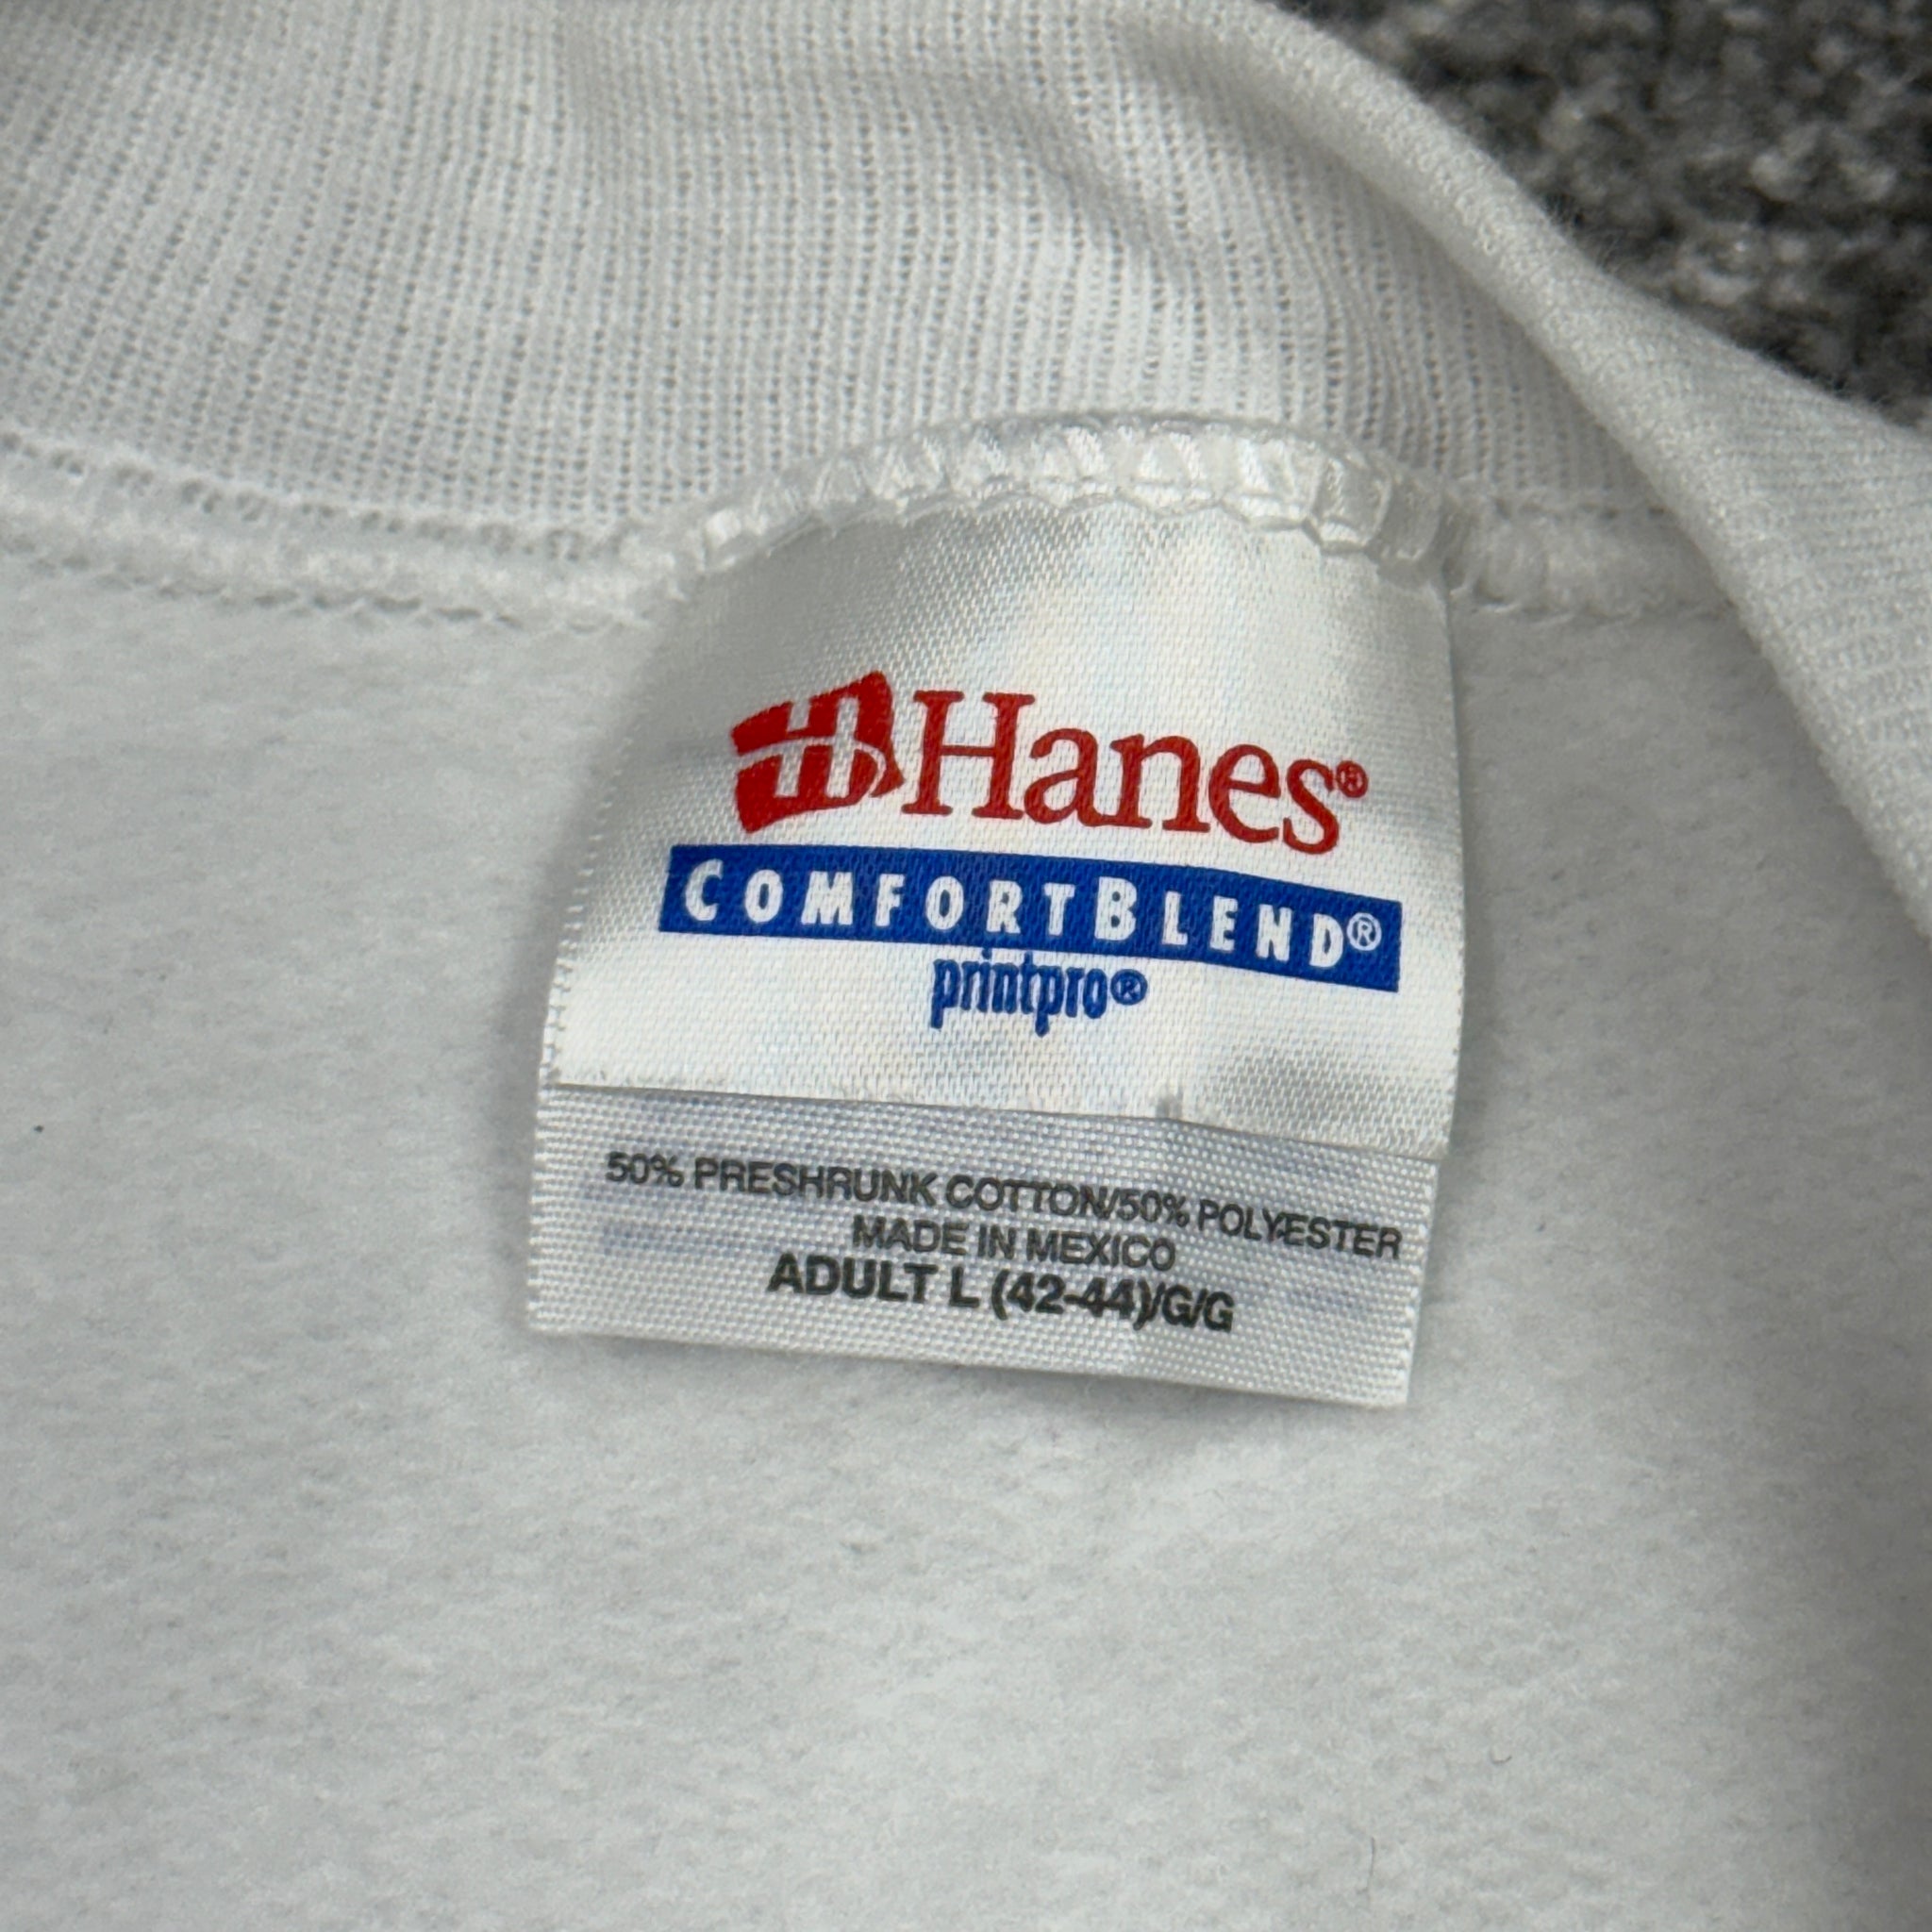 Hanes®
COMFORTBLEND®
printpro®
50% PRESHRUNK COTTON/50% POLYESTER
MADE IN MEXICO
ADULT L (42-44)/G/G